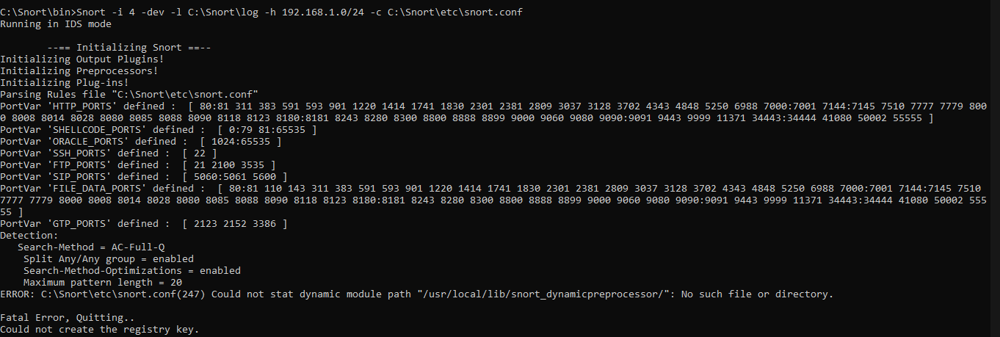 C:\Snort\bin>Snort -i 4 -dev -l C:\Snort\log -h 192.168.1.0/24 -c C:\Snort\etc\snort.conf
Running in IDS mode
--== Initializing Snort ==--
Initializing Output Plugins!
Initializing Preprocessors!
Initializing Plug-ins!
Parsing Rules file "C:\Snort\etc\snort.conf"
PortVar 'HTTP_PORTS' defined :  [ 80:81 311 383 591 593 901 1220 1414 1741 1830 2301 2381 2809 3037 3128 3702 4343 4848 5250 6988 7000:7001 7144:7145 7510 7777 7779 800
0 8008 8014 8028 8080 8085 8088 8090 8118 8123 8180:8181 8243 8280 8300 8800 8888 8899 9000 9060 9080 9090:9091 9443 9999 11371 34443:34444 41080 50002 55555 ]
PortVar 'SHELLCODE_PORTS' defined :  [ 0:79 81:65535 ]
PortVar 'ORACLE_PORTS' defined :  [ 1024:65535 ]
PortVar 'SSH_PORTS' defined :  [ 22 ]
PortVar 'FTP_PORTS' defined :  [ 21 2100 3535 ]
PortVar 'SIP_PORTS' defined :  [ 5060:5061 5600 ]
PortVar 'FILE_DATA_PORTS' defined :  [ 80:81 110 143 311 383 591 593 901 1220 1414 1741 1830 2301 2381 2809 3037 3128 3702 4343 4848 5250 6988 7000:7001 7144:7145 7510
7777 7779 8000 8008 8014 8028 8080 8085 8088 8090 8118 8123 8180:8181 8243 8280 8300 8800 8888 8899 9000 9060 9080 9090:9091 9443 9999 11371 34443:34444 41080 50002 555
55 ]
PortVar 'GTP_PORTS' defined :  [ 2123 2152 3386 ]
Detection:
   Search-Method = AC-Full-Q
    Split Any/Any group = enabled
    Search-Method-Optimizations = enabled
    Maximum pattern length = 20
ERROR: C:\Snort\etc\snort.conf(247) Could not stat dynamic module path "/usr/local/lib/snort_dynamicpreprocessor/": No such file or directory.
Fatal Error, Quitting..
Could not create the registry key.